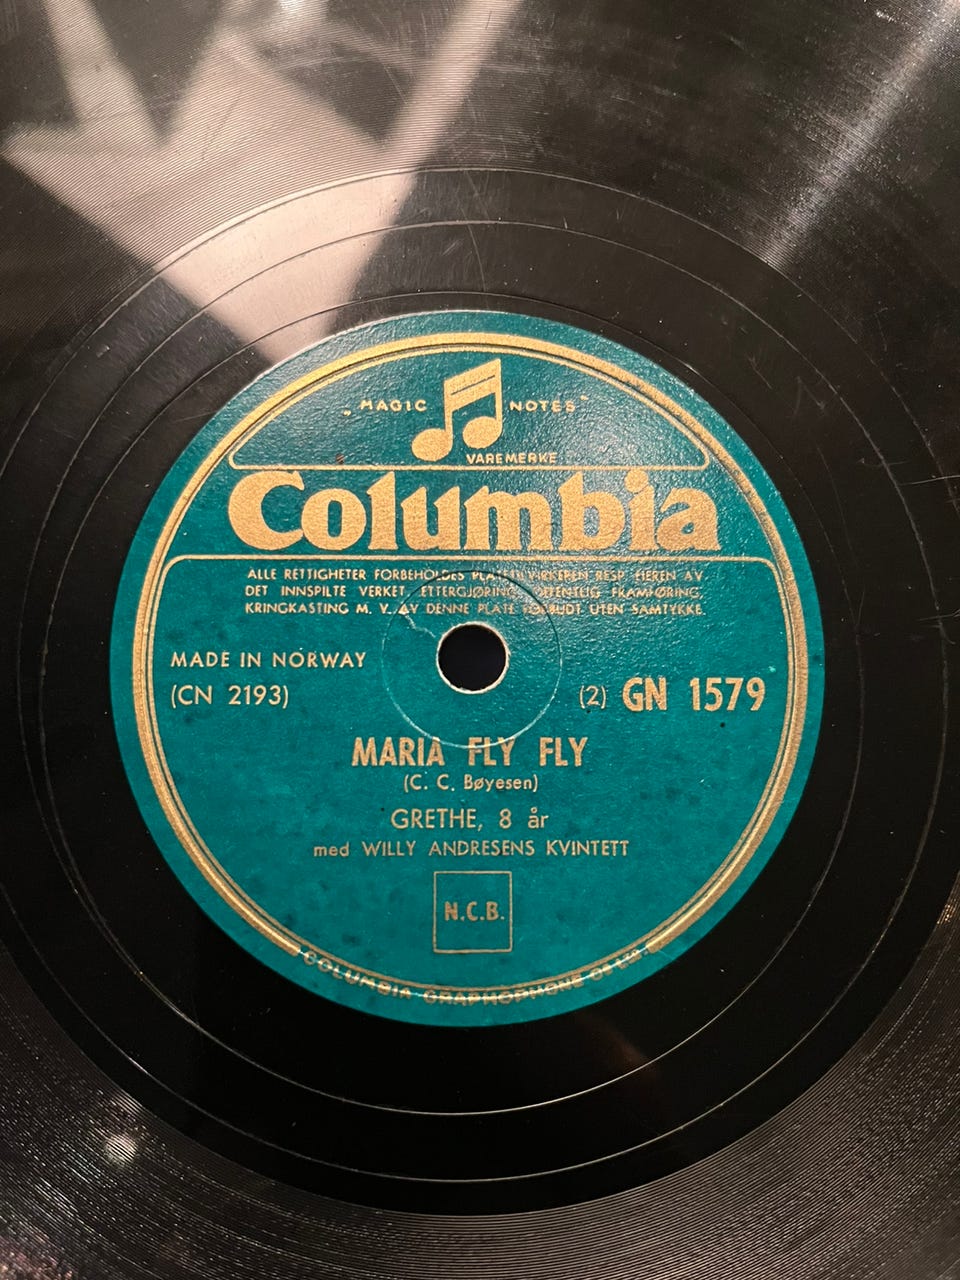 „MAGIC NOTES“
VAREMERKE
Columbia
ALLE RETTIGHETER FORBEHOLDES PLATETILVIRKEREN RESP. EIEREN AV
DET INNSPILTE VERKET. ETTERGJØRING, OFFENTLIG FRAMFØRING,
KRINGKASTING M. V. AV DENNE PLATE FORBUDT UTEN SAMTYKKE.
MADE IN NORWAY
(CN 2193)
(2) GN 1579
MARIA FLY FLY
(C. C. Bøyesen)
GRETHE, 8 år
med WILLY ANDRESENS KVINTETT
N.C.B.
COLUMBIA GRAPHOPHONE Co LTD.